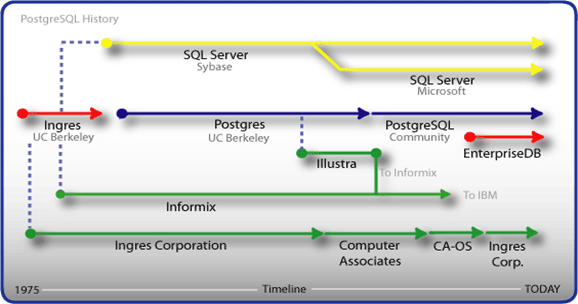 PostgreSQL History
SQL Server
Sybase
SQL Server
Microsoft
Ingres
UC Berkeley
Postgres
UC Berkeley
PostgreSQL
Community
EnterpriseDB
Illustra
To Informix
Informix
To IBM
Ingres Corporation
Computer
Associates
CA-OS
Ingres
Corp.
1975
Timeline
TODAY